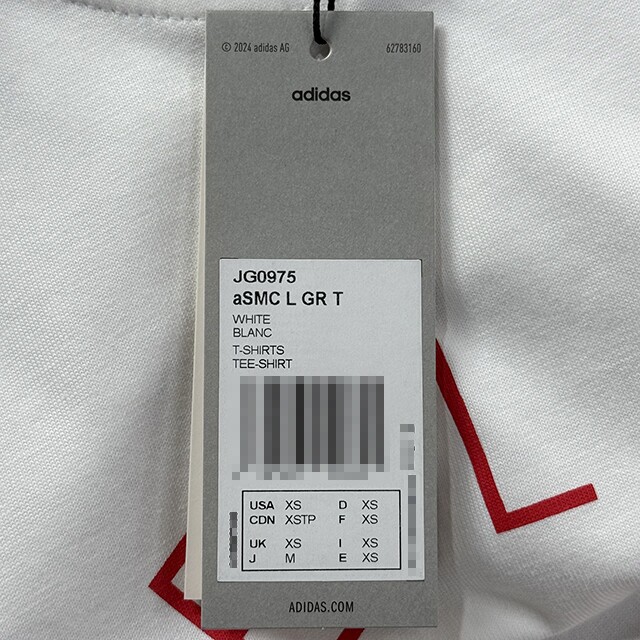 © 2024 adidas AG 62783160
adidas
JG0975
aSMC L GR T
WHITE
BLANC
T-SHIRTS
TEE-SHIRT
USA XS D XS
CDN XSTP F XS
UK XS I XS
J M E XS
ADIDAS.COM